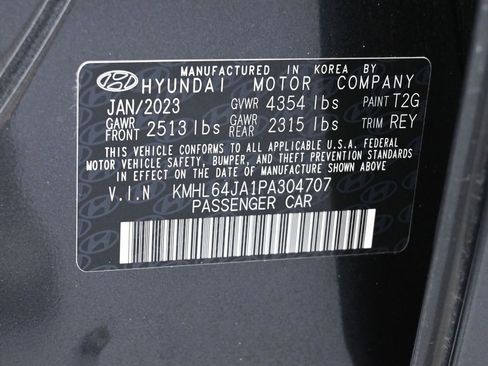 MANUFACTURED IN KOREA BY
HYUNDAI MOTOR COMPANY
JAN/2023 GVWR 4354 lbs PAINT T2G
GAWR FRONT 2513 lbs GAWR REAR 2315 lbs TRIM REY
THIS VEHICLE CONFORMS TO ALL APPLICABLE U.S.A. FEDERAL
MOTOR VEHICLE SAFETY, BUMPER, AND THEFT PREVENTION STANDARDS
IN EFFECT ON THE DATE OF MANUFACTURE SHOWN ABOVE
V.I.N KMHL64JA1PA304707
PASSENGER CAR